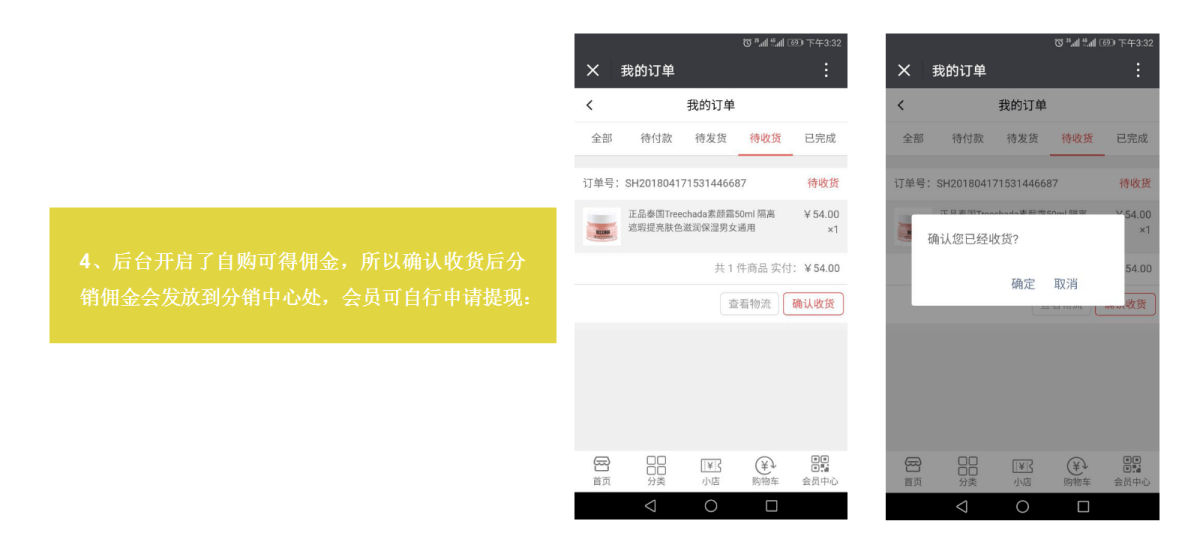 4、后台开启了自购可得佣金，所以确认收货后分
销佣金会发放到分销中心处，会员可自行申请提现：
下午3:32
我的订单
我的订单
全部 待付款 待发货 待收货 已完成
订单号：SH201804171531446687 待收货
正品泰国Treechada素颜霜50ml 隔离 ￥54.00
遮瑕提亮肤色滋润保湿男女通用 ×1
共 1 件商品 实付：￥54.00
查看物流 确认收货
首页 分类 小店 购物车 会员中心
下午3:32
我的订单
我的订单
全部 待付款 待发货 待收货 已完成
订单号：SH201804171531446687 待收货
￥54.00
×1
确认您已经收货?
54.00
确定 取消
首页 分类 小店 购物车 会员中心